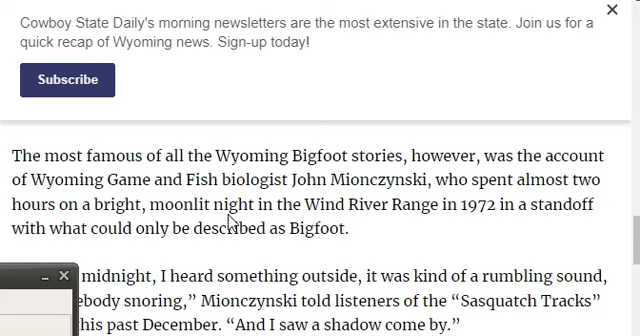 Cowboy State Daily's morning newsletters are the most extensive in the state. Join us for a
quick recap of Wyoming news. Sign-up today!
Subscribe
The most famous of all the Wyoming Bigfoot stories, however, was the account
of Wyoming Game and Fish biologist John Mionczynski, who spent almost two
hours on a bright, moonlit night in the Wind River Range in 1972 in a standoff
with what could only be described as Bigfoot.
midnight, I heard something outside, it was kind of a rumbling sound,
ebody snoring,” Mionczynski told listeners of the “Sasquatch Tracks”
his past December. “And I saw a shadow come by.”